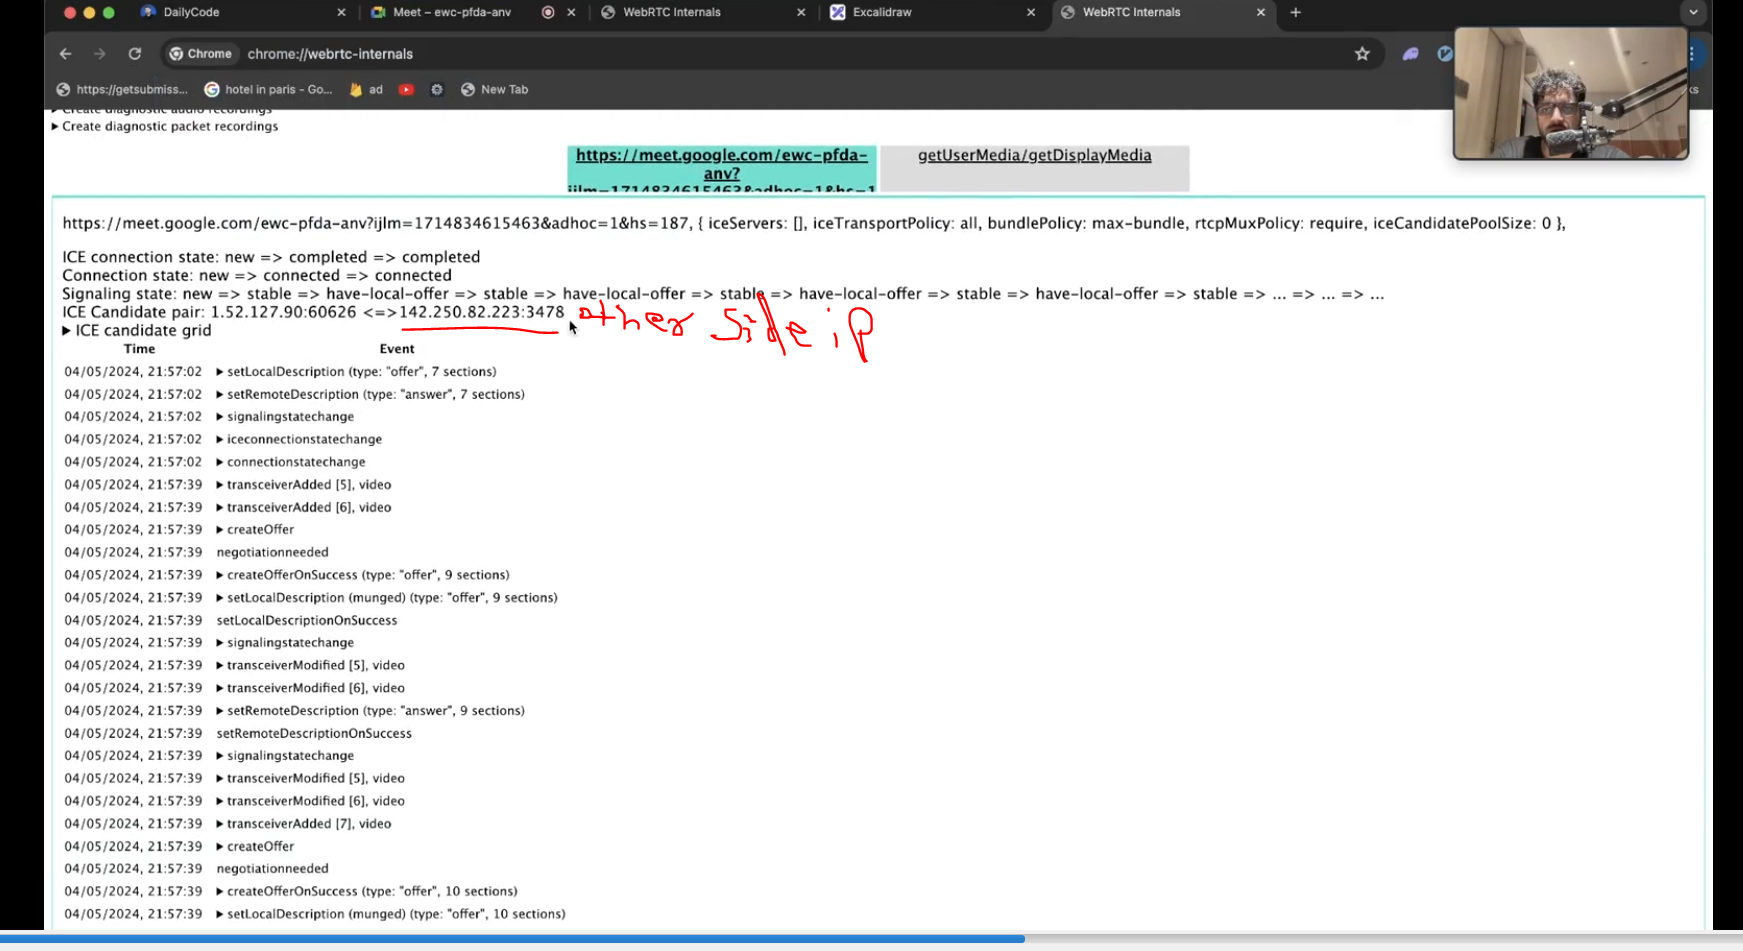 DailyCode
Meet – ewc-pfda-anv
WebRTC Internals
Excalidraw
WebRTC Internals
Chrome chrome://webrtc-internals
https://getsubmiss...
hotel in paris - Go...
ad
New Tab
Create diagnostic audio recordings
Create diagnostic packet recordings
https://meet.google.com/ewc-pfda-
anv?
ijlm=1714834615463&adhoc=1&hs=1
getUserMedia/getDisplayMedia
https://meet.google.com/ewc-pfda-anv?ijlm=1714834615463&adhoc=1&hs=187, { iceServers: [], iceTransportPolicy: all, bundlePolicy: max-bundle, rtcpMuxPolicy: require, iceCandidatePoolSize: 0 },
ICE connection state: new => completed => completed
Connection state: new => connected => connected
Signaling state: new => stable => have-local-offer => stable => have-local-offer => stable => have-local-offer => stable => have-local-offer => stable => ... => ... => ...
ICE Candidate pair: 1.52.127.90:60626 <=>142.250.82.223:3478 other side ip
ICE candidate grid
Time Event
04/05/2024, 21:57:02 setLocalDescription (type: "offer", 7 sections)
04/05/2024, 21:57:02 setRemoteDescription (type: "answer", 7 sections)
04/05/2024, 21:57:02 signalingstatechange
04/05/2024, 21:57:02 iceconnectionstatechange
04/05/2024, 21:57:02 connectionstatechange
04/05/2024, 21:57:39 transceiverAdded [5], video
04/05/2024, 21:57:39 transceiverAdded [6], video
04/05/2024, 21:57:39 createOffer
04/05/2024, 21:57:39 negotiationneeded
04/05/2024, 21:57:39 createOfferOnSuccess (type: "offer", 9 sections)
04/05/2024, 21:57:39 setLocalDescription (munged) (type: "offer", 9 sections)
04/05/2024, 21:57:39 setLocalDescriptionOnSuccess
04/05/2024, 21:57:39 signalingstatechange
04/05/2024, 21:57:39 transceiverModified [5], video
04/05/2024, 21:57:39 transceiverModified [6], video
04/05/2024, 21:57:39 setRemoteDescription (type: "answer", 9 sections)
04/05/2024, 21:57:39 setRemoteDescriptionOnSuccess
04/05/2024, 21:57:39 signalingstatechange
04/05/2024, 21:57:39 transceiverModified [5], video
04/05/2024, 21:57:39 transceiverModified [6], video
04/05/2024, 21:57:39 transceiverAdded [7], video
04/05/2024, 21:57:39 createOffer
04/05/2024, 21:57:39 negotiationneeded
04/05/2024, 21:57:39 createOfferOnSuccess (type: "offer", 10 sections)
04/05/2024, 21:57:39 setLocalDescription (munged) (type: "offer", 10 sections)